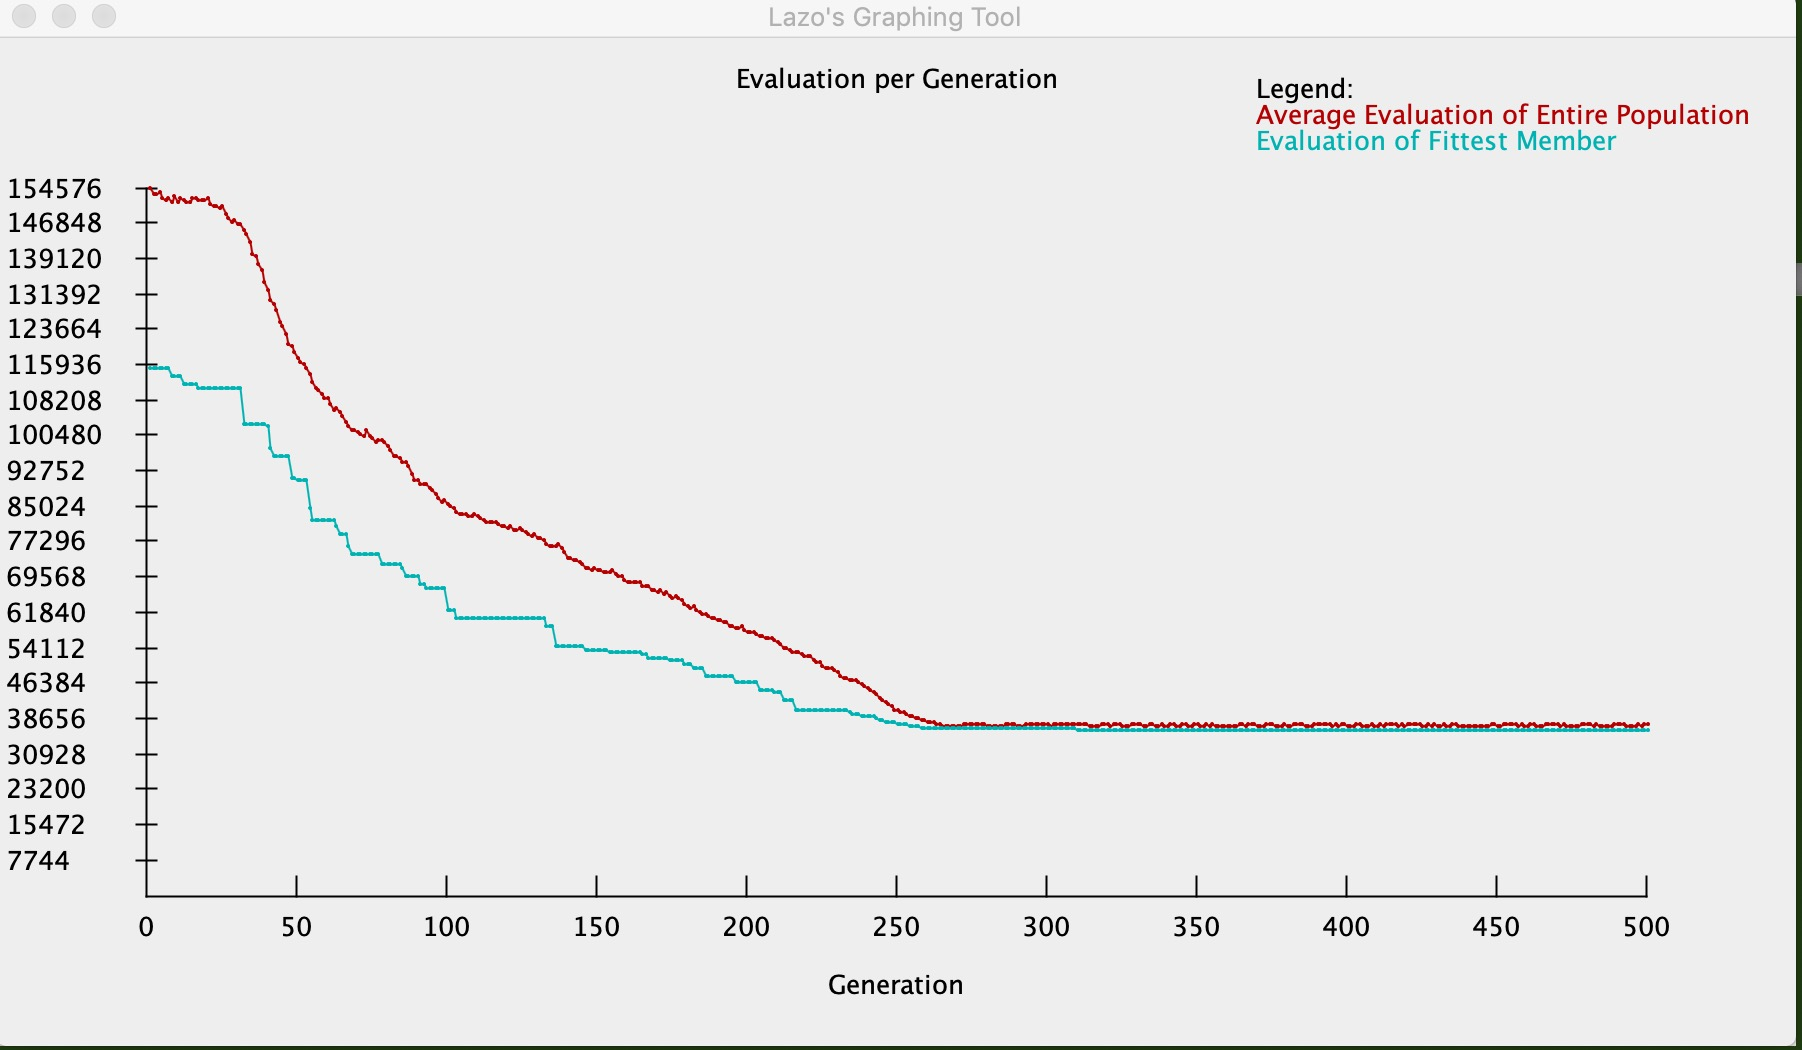 Lazo's Graphing Tool
Evaluation per Generation
Legend:
Average Evaluation of Entire Population
Evaluation of Fittest Member
154576
146848
139120
131392
123664
115936
108208
100480
92752
85024
77296
69568
61840
54112
46384
38656
30928
23200
15472
7744
0 50 100 150 200 250 300 350 400 450 500
Generation